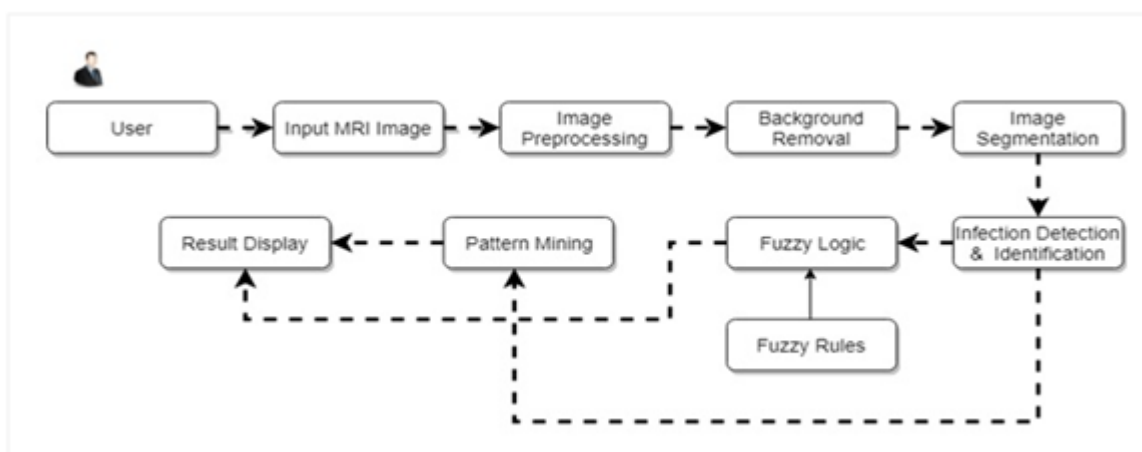 User
Input MRI Image
Image
Preprocessing
Background
Removal
Image
Segmentation
Result Display
Pattern Mining
Fuzzy Logic
Infection Detection
& Identification
Fuzzy Rules